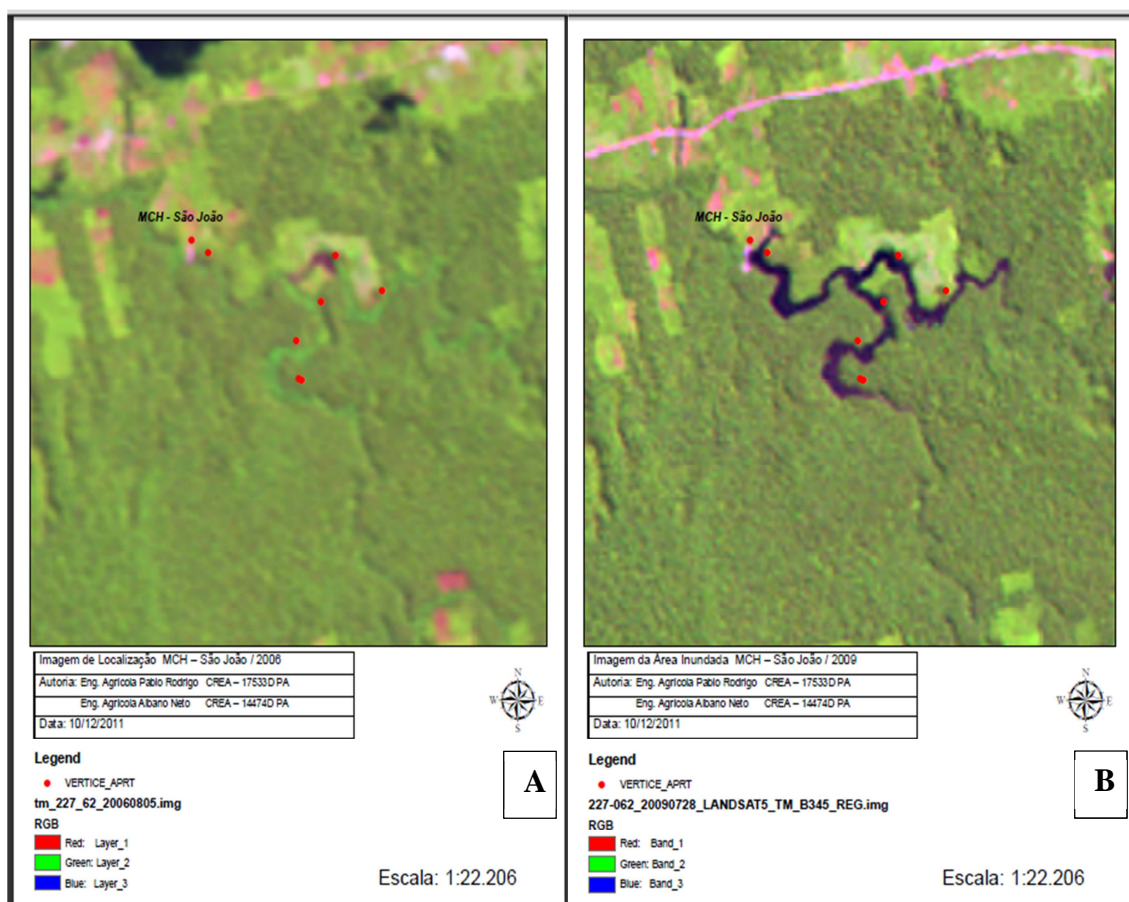 MCH - São João
Imagem de Localização MCH – São João / 2006
Autoria: Eng. Agrícola Pablo Rodrigo CREA – 17533D PA
Eng. Agrícola Albano Neto CREA – 14474D PA
Data: 10/12/2011
N
W E
S
Legend
VERTICE_APRT
tm_227_62_20060805.img
RGB
Red: Layer_1
Green: Layer_2
Blue: Layer_3
A
Escala: 1:22.206
MCH - São João
Imagem da Área Inundada MCH – São João / 2009
Autoria: Eng. Agrícola Pablo Rodrigo CREA – 17533D PA
Eng. Agrícola Albano Neto CREA – 14474D PA
Data: 10/12/2011
N
W E
S
Legend
VERTICE_APRT
227-062_20090728_LANDSAT5_TM_B345_REG.img
RGB
Red: Band_1
Green: Band_2
Blue: Band_3
B
Escala: 1:22.206